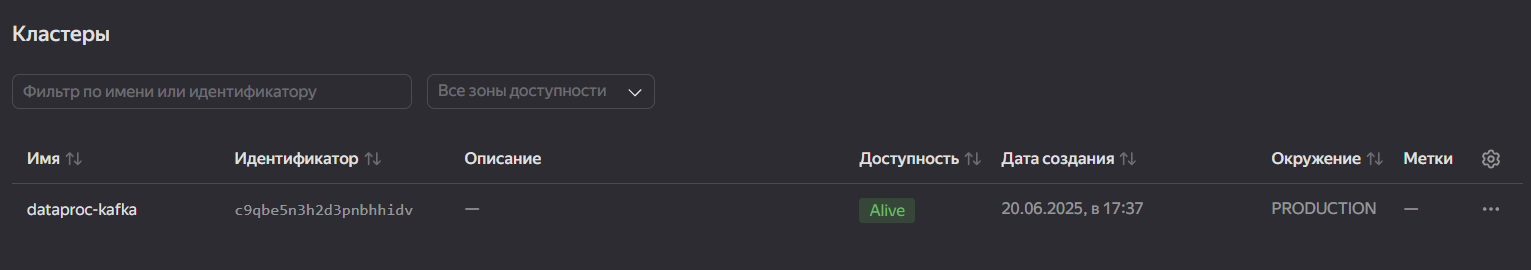 Кластеры
Фильтр по имени или идентификатору
Все зоны доступности
Имя Идентификатор Описание Доступность Дата создания Окружение Метки
dataproc-kafka c9qbe5n3h2d3pnbhhidv — Alive 20.06.2025, в 17:37 PRODUCTION —